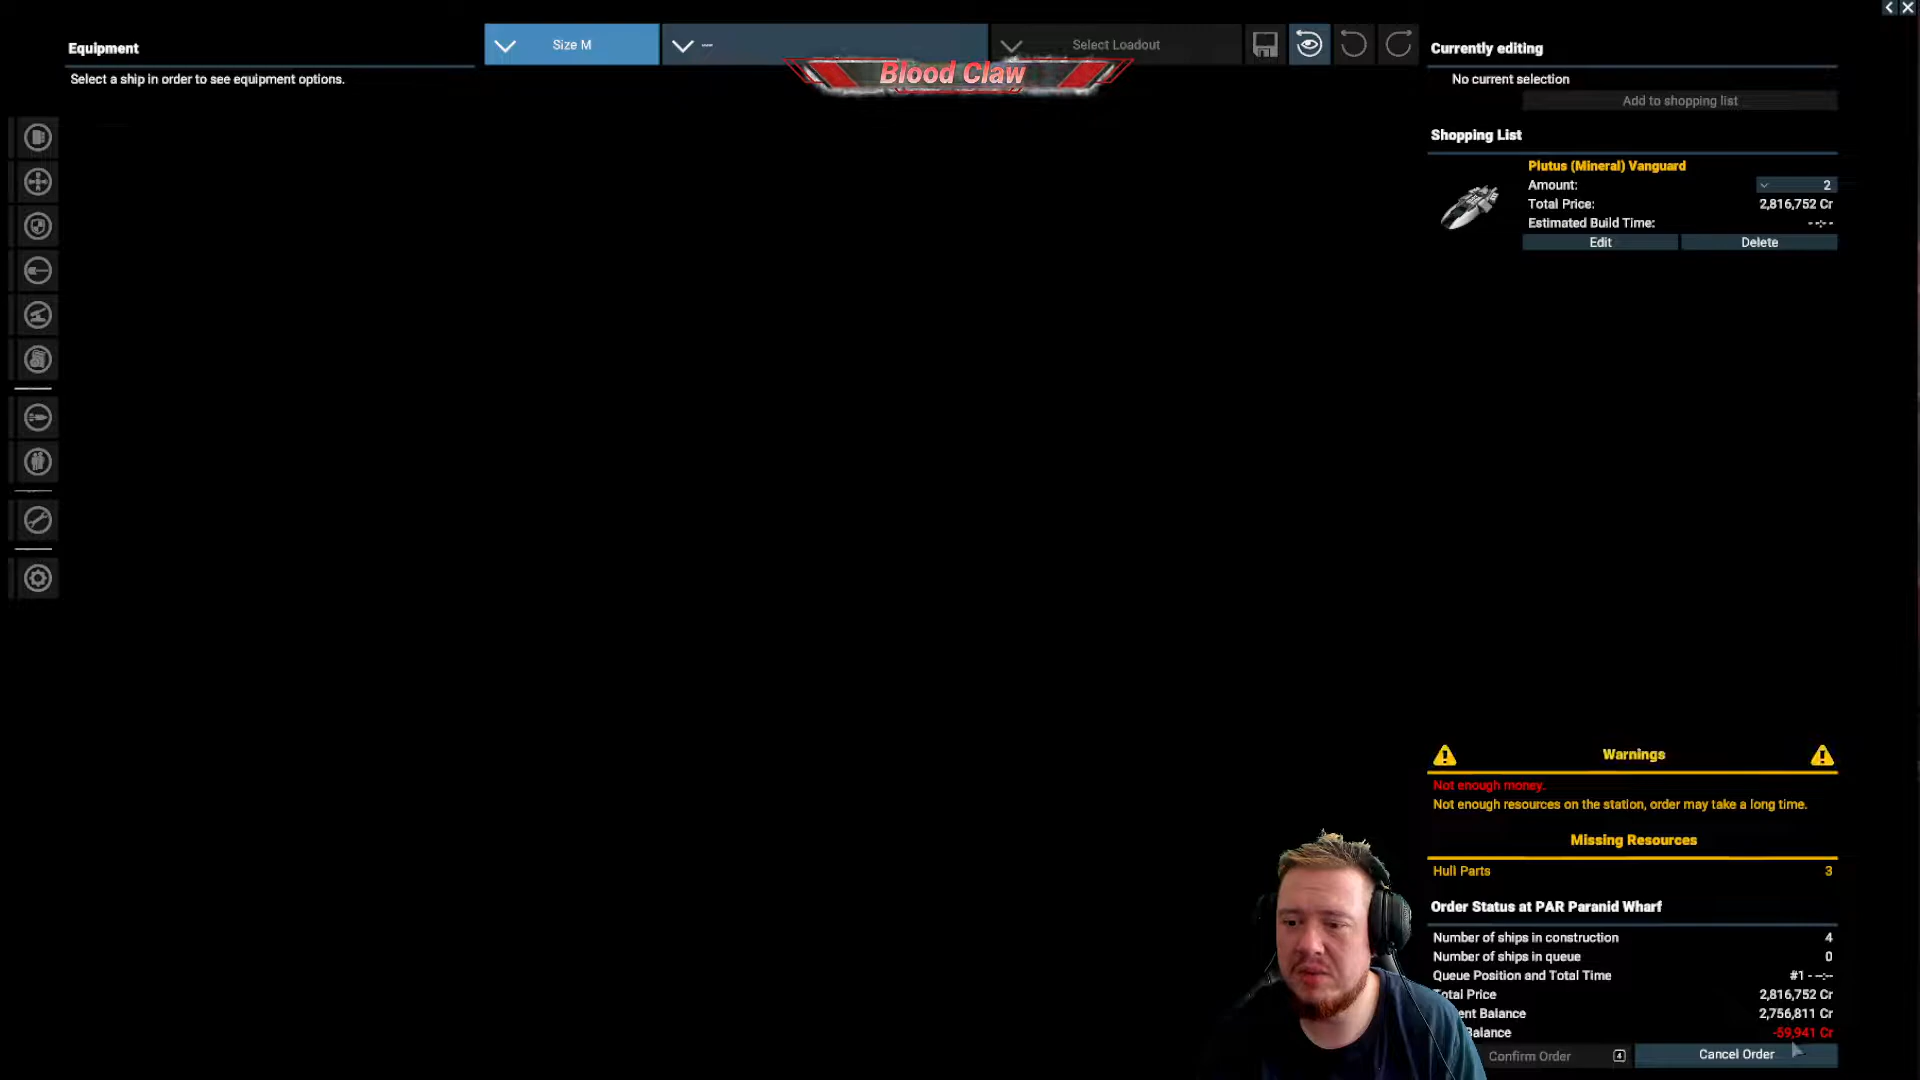 Equipment
Select a ship in order to see equipment options.
Size M
---
Select Loadout
Blood Claw
Currently editing
No current selection
Add to shopping list
Shopping List
Plutus (Mineral) Vanguard
Amount: 2
Total Price: 2,816,752 Cr
Estimated Build Time: --:--
Edit Delete
Warnings
Not enough money.
Not enough resources on the station, order may take a long time.
Missing Resources
Hull Parts 3
Order Status at PAR Paranid Wharf
Number of ships in construction 4
Number of ships in queue 0
Queue Position and Total Time #1 - --:--
Total Price 2,816,752 Cr
ent Balance 2,756,811 Cr
Balance -59,941 Cr
Confirm Order 4 Cancel Order